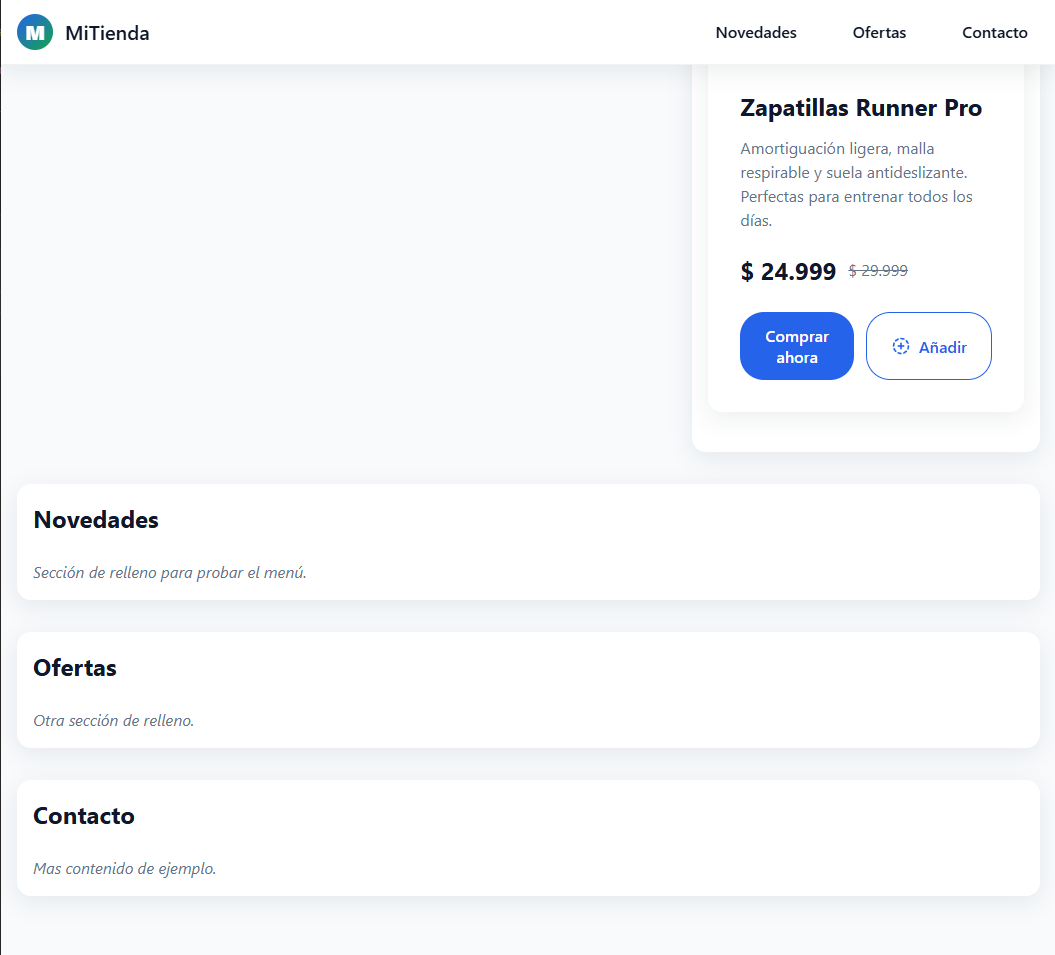 M MiTienda
Novedades Ofertas Contacto
Zapatillas Runner Pro
Amortiguación ligera, malla
respirable y suela antideslizante.
Perfectas para entrenar todos los
días.
$ 24.999 $ 29.999
Comprar
ahora
Añadir
Novedades
Sección de relleno para probar el menú.
Ofertas
Otra sección de relleno.
Contacto
Mas contenido de ejemplo.